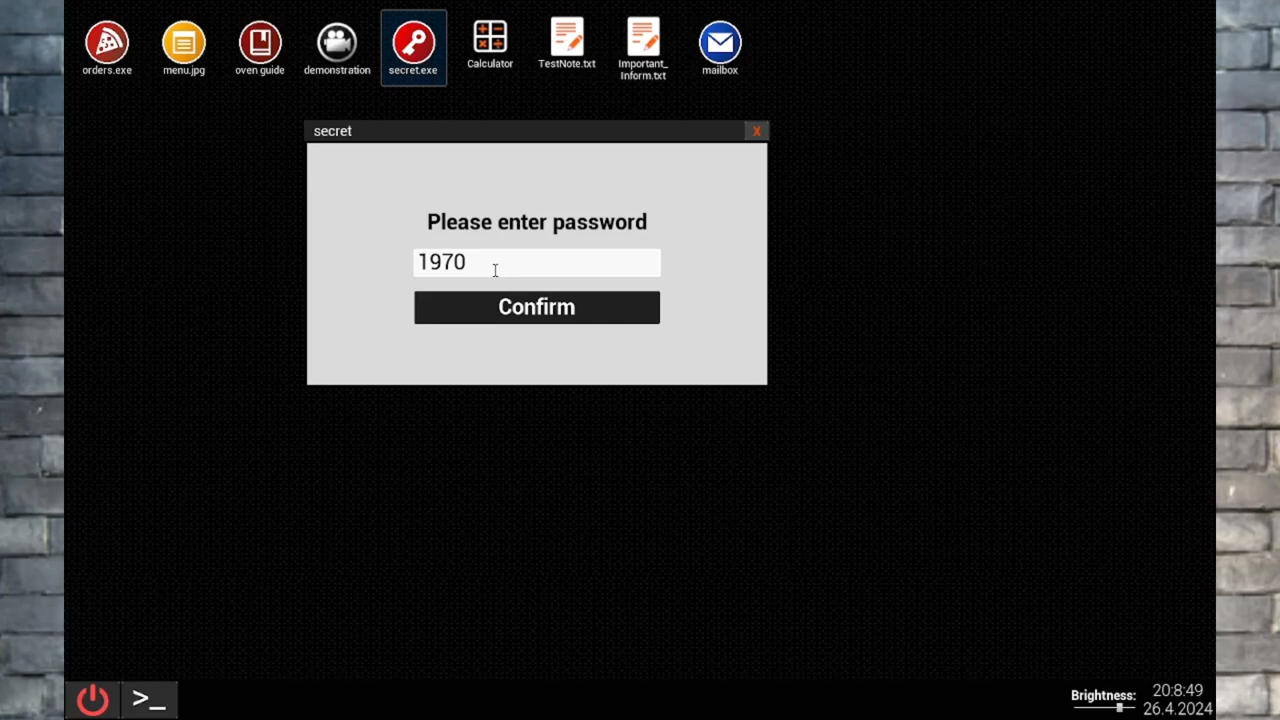 orders.exe
menu.jpg
oven guide
demonstration
secret.exe
Calculator
TestNote.txt
Important_
Inform.txt
mailbox
secret
X
Please enter password
1970
Confirm
>_
Brightness:
20:8:49
26.4.2024